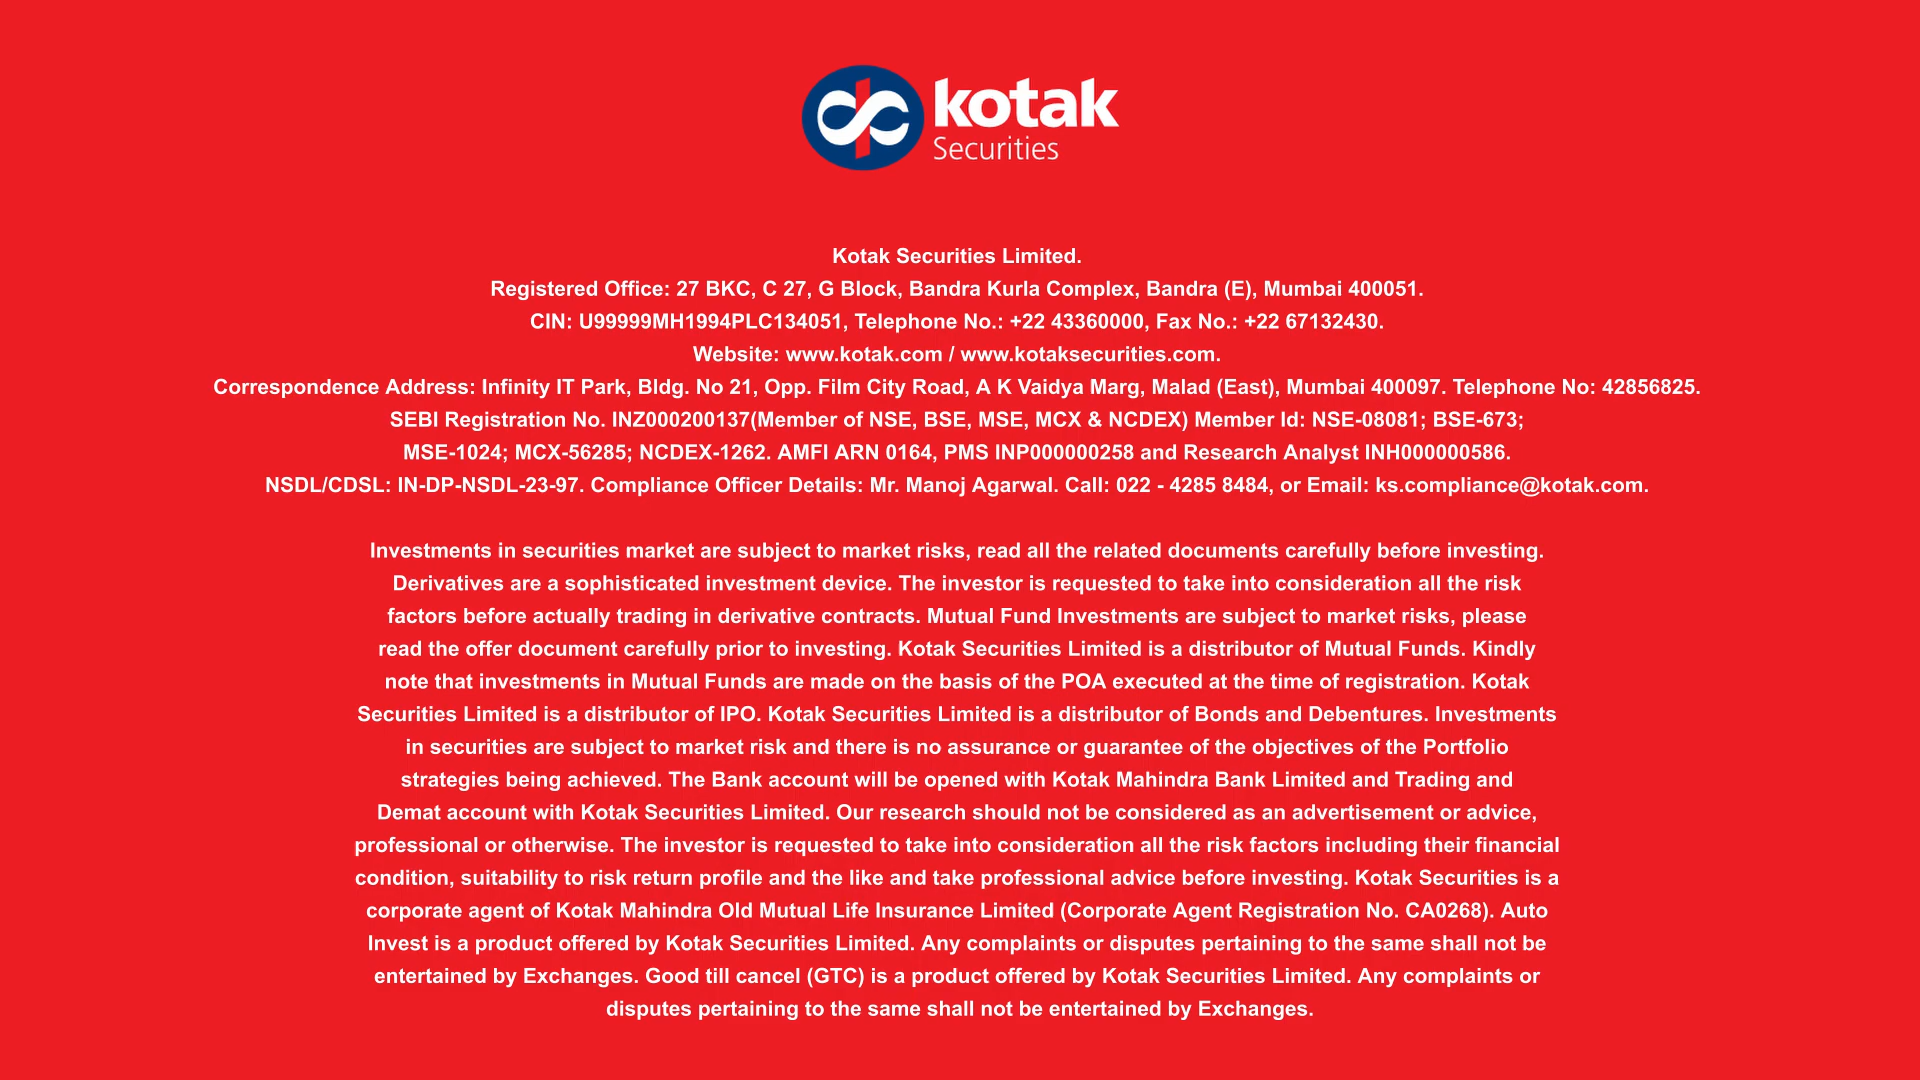 kotak
Securities
Kotak Securities Limited.
Registered Office: 27 BKC, C 27, G Block, Bandra Kurla Complex, Bandra (E), Mumbai 400051.
CIN: U99999MH1994PLC134051, Telephone No.: +22 43360000, Fax No.: +22 67132430.
Website: www.kotak.com / www.kotaksecurities.com.
Correspondence Address: Infinity IT Park, Bldg. No 21, Opp. Film City Road, A K Vaidya Marg, Malad (East), Mumbai 400097. Telephone No: 42856825.
SEBI Registration No. INZ000200137(Member of NSE, BSE, MSE, MCX & NCDEX) Member Id: NSE-08081; BSE-673;
MSE-1024; MCX-56285; NCDEX-1262. AMFI ARN 0164, PMS INP000000258 and Research Analyst INH000000586.
NSDL/CDSL: IN-DP-NSDL-23-97. Compliance Officer Details: Mr. Manoj Agarwal. Call: 022 - 4285 8484, or Email: ks.compliance@kotak.com.
Investments in securities market are subject to market risks, read all the related documents carefully before investing.
Derivatives are a sophisticated investment device. The investor is requested to take into consideration all the risk
factors before actually trading in derivative contracts. Mutual Fund Investments are subject to market risks, please
read the offer document carefully prior to investing. Kotak Securities Limited is a distributor of Mutual Funds. Kindly
note that investments in Mutual Funds are made on the basis of the POA executed at the time of registration. Kotak
Securities Limited is a distributor of IPO. Kotak Securities Limited is a distributor of Bonds and Debentures. Investments
in securities are subject to market risk and there is no assurance or guarantee of the objectives of the Portfolio
strategies being achieved. The Bank account will be opened with Kotak Mahindra Bank Limited and Trading and
Demat account with Kotak Securities Limited. Our research should not be considered as an advertisement or advice,
professional or otherwise. The investor is requested to take into consideration all the risk factors including their financial
condition, suitability to risk return profile and the like and take professional advice before investing. Kotak Securities is a
corporate agent of Kotak Mahindra Old Mutual Life Insurance Limited (Corporate Agent Registration No. CA0268). Auto
Invest is a product offered by Kotak Securities Limited. Any complaints or disputes pertaining to the same shall not be
entertained by Exchanges. Good till cancel (GTC) is a product offered by Kotak Securities Limited. Any complaints or
disputes pertaining to the same shall not be entertained by Exchanges.